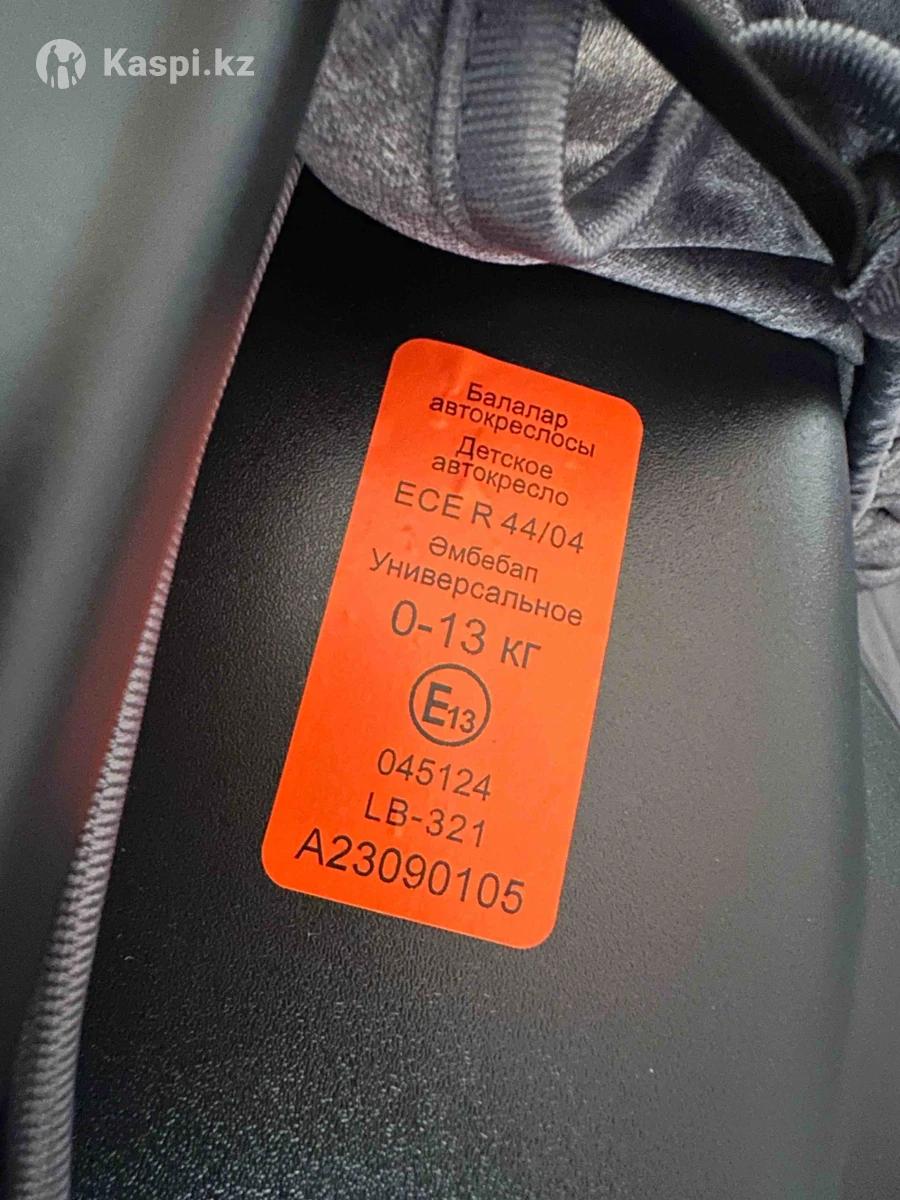 Kaspi.kz
Балалар
автокреслосы
Детское
автокресло
ECE R 44/04
Әмбебап
Универсальное
0-13 кг
E13
045124
LB-321
A23090105